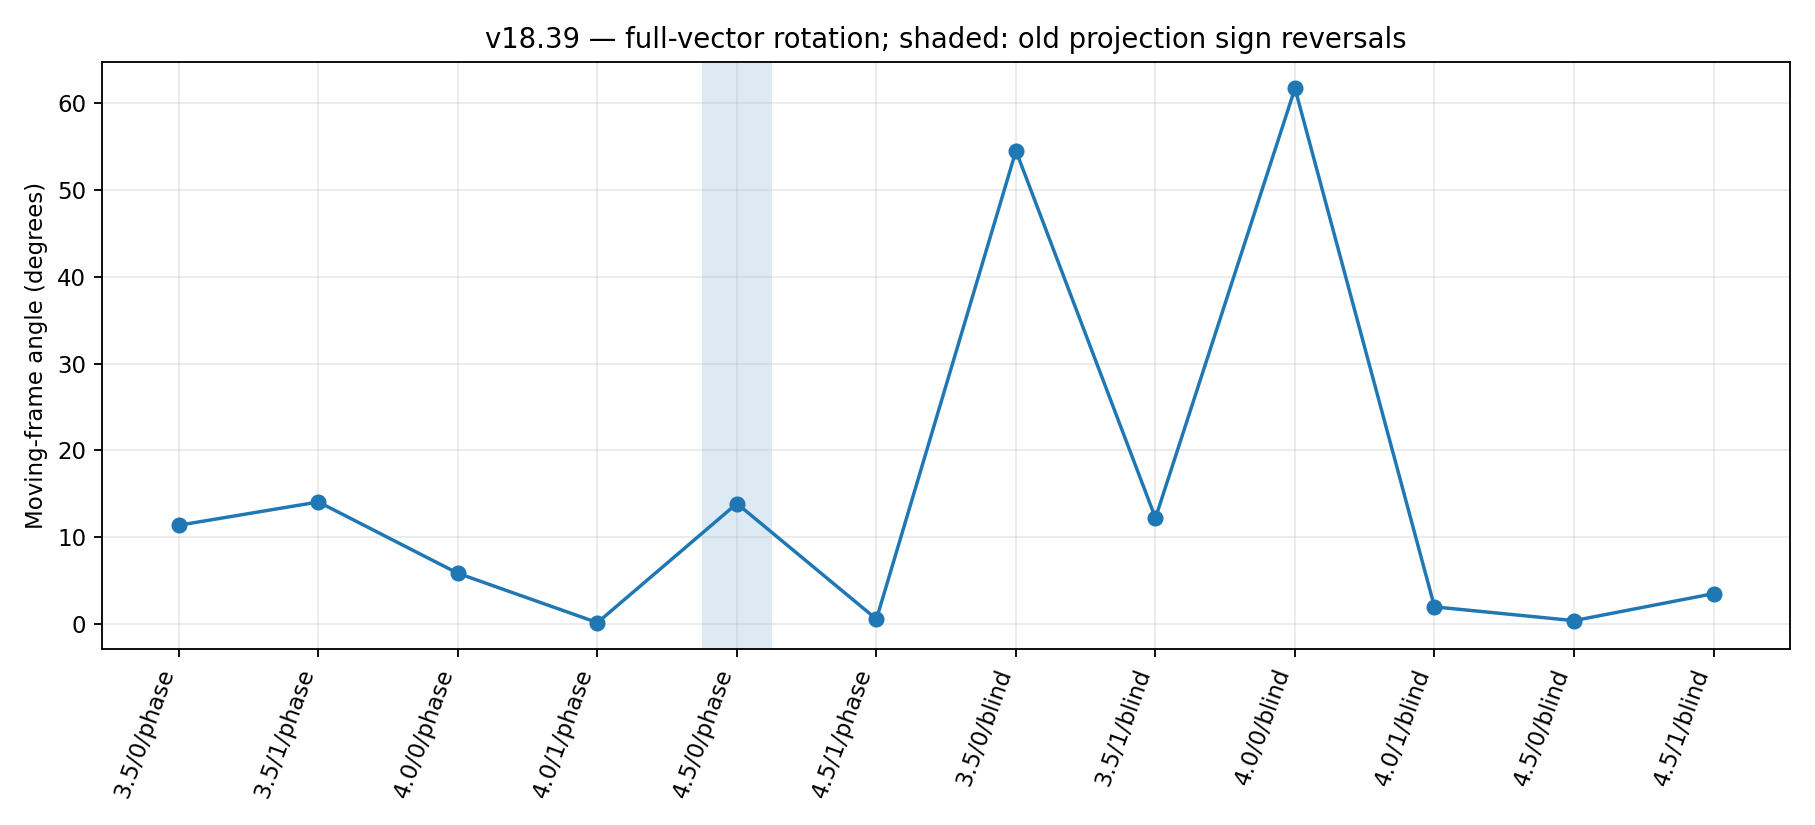 v18.39 — full-vector rotation; shaded: old projection sign reversals
Moving-frame angle (degrees)
60
50
40
30
20
10
0
3.5/0/phase
3.5/1/phase
4.0/0/phase
4.0/1/phase
4.5/0/phase
4.5/1/phase
3.5/0/blind
3.5/1/blind
4.0/0/blind
4.0/1/blind
4.5/0/blind
4.5/1/blind